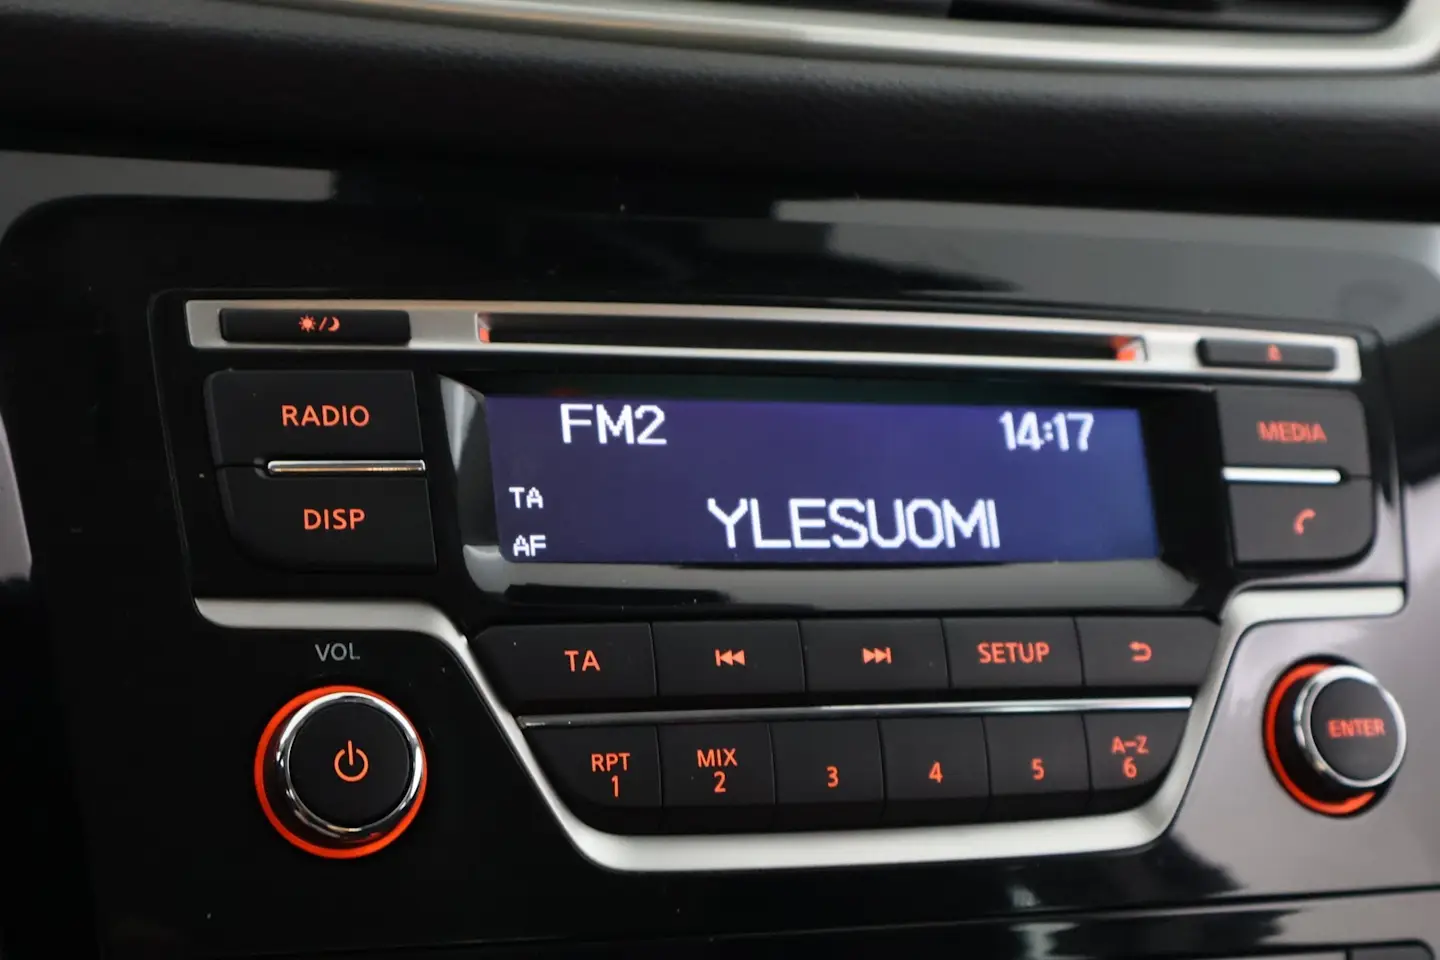 RADIO
DISP
FM2 14:17
TA
AF
YLESUOMI
MEDIA
VOL
TA
SETUP
RPT
1
MIX
2
3
4
5
A-Z
6
ENTER